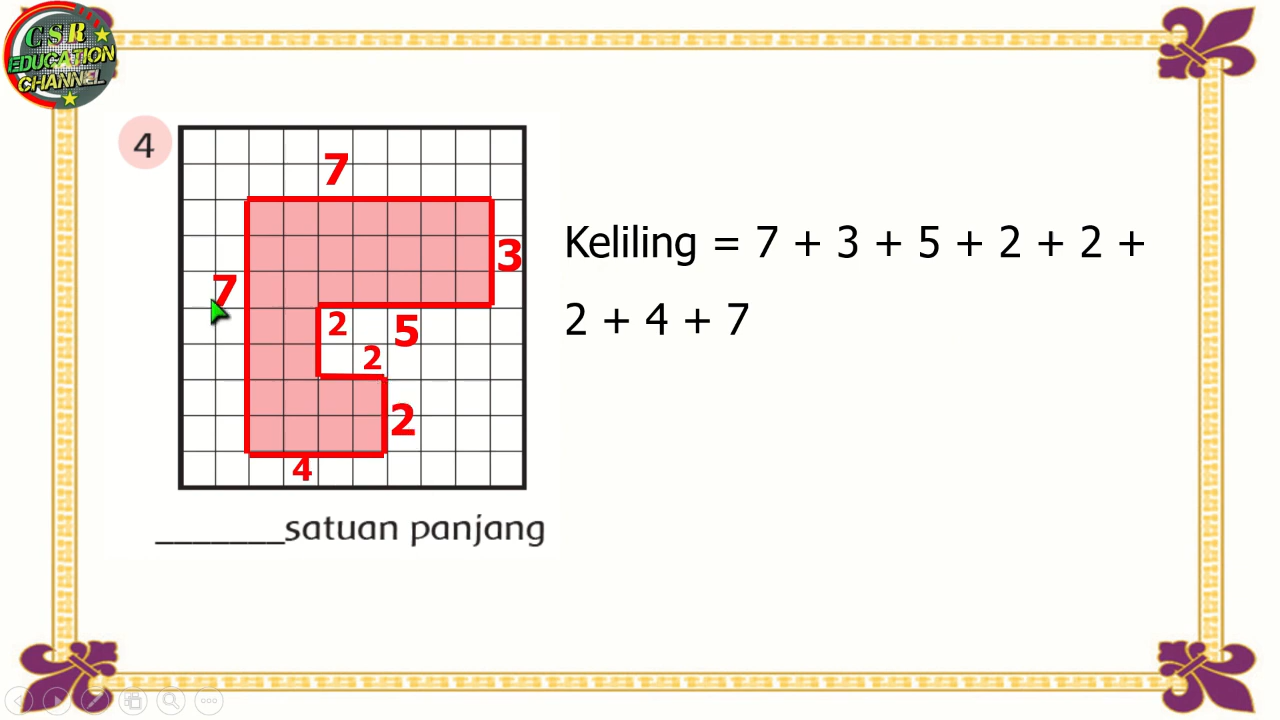 CSR
EDUCATION
CHANNEL
4
7
3
7
2
5
2
2
4
Keliling = 7 + 3 + 5 + 2 + 2 +
2 + 4 + 7
_______satuan panjang